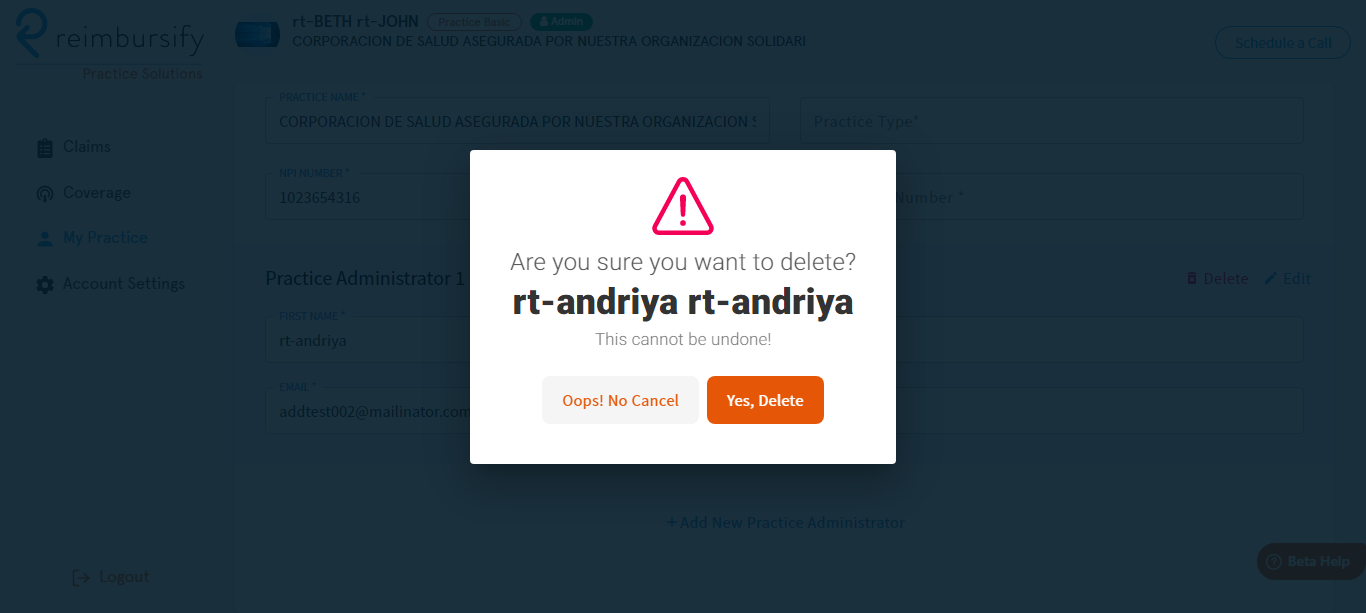 reimbursify
Practice Solutions
rt-BETH rt-JOHN Practice Basic Admin
CORPORACION DE SALUD ASEGURADA POR NUESTRA ORGANIZACION SOLIDARI
Schedule a Call
Claims
Coverage
My Practice
Account Settings
Logout
PRACTICE NAME *
CORPORACION DE SALUD ASEGURADA POR NUESTRA ORGANIZACION S
Practice Type*
NPI NUMBER *
1023654316
Number *
Practice Administrator 1
Delete Edit
FIRST NAME *
rt-andriya
EMAIL *
addtest002@mailinator.com
+ Add New Practice Administrator
Beta Help
Are you sure you want to delete?
rt-andriya rt-andriya
This cannot be undone!
Oops! No Cancel
Yes, Delete